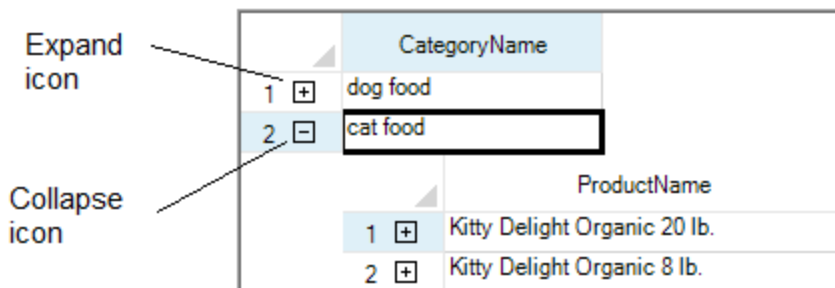 Expand
icon
CategoryName
1 dog food
2 cat food
Collapse
icon
ProductName
1 Kitty Delight Organic 20 lb.
2 Kitty Delight Organic 8 lb.